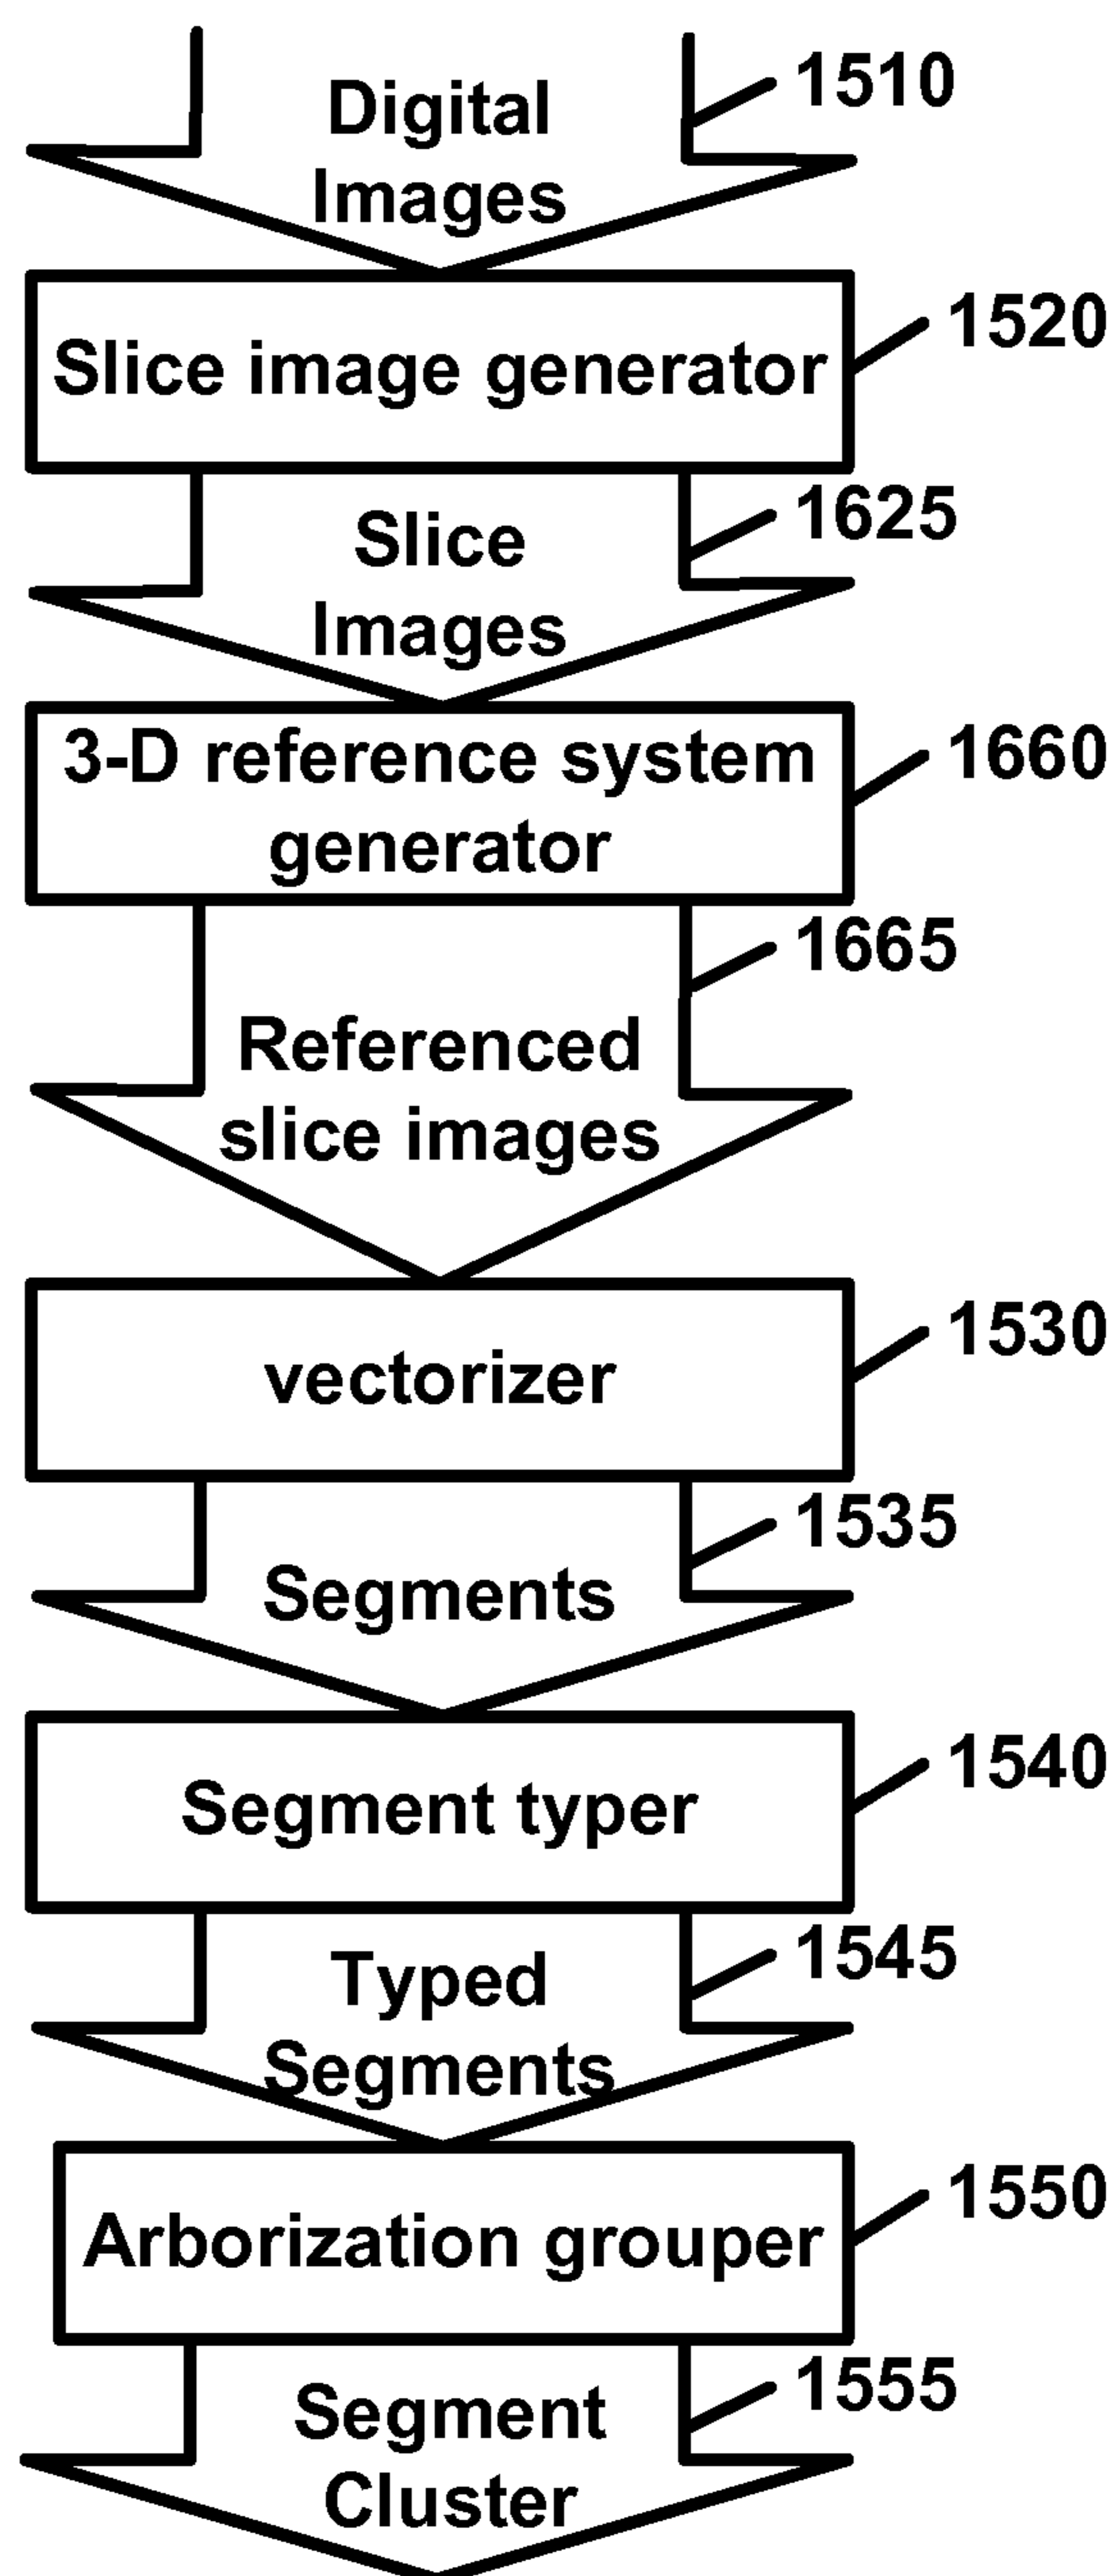 Digital
Images
1510
Slice image generator
1520
Slice
Images
1625
3-D reference system
generator
1660
Referenced
slice images
1665
vectorizer
1530
Segments
1535
Segment typer
1540
Typed
Segments
1545
Arborization grouper
1550
Segment
Cluster
1555